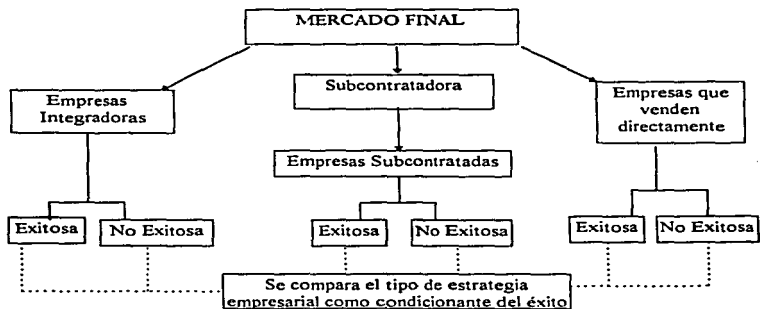 MERCADO FINAL
Empresas
Integradoras
Subcontratadora
Empresas que
venden
directamente
Empresas Subcontratadas
Exitosa
No Exitosa
Exitosa
No Exitosa
Exitosa
No Exitosa
Se compara el tipo de estrategia
empresarial como condicionante del éxito